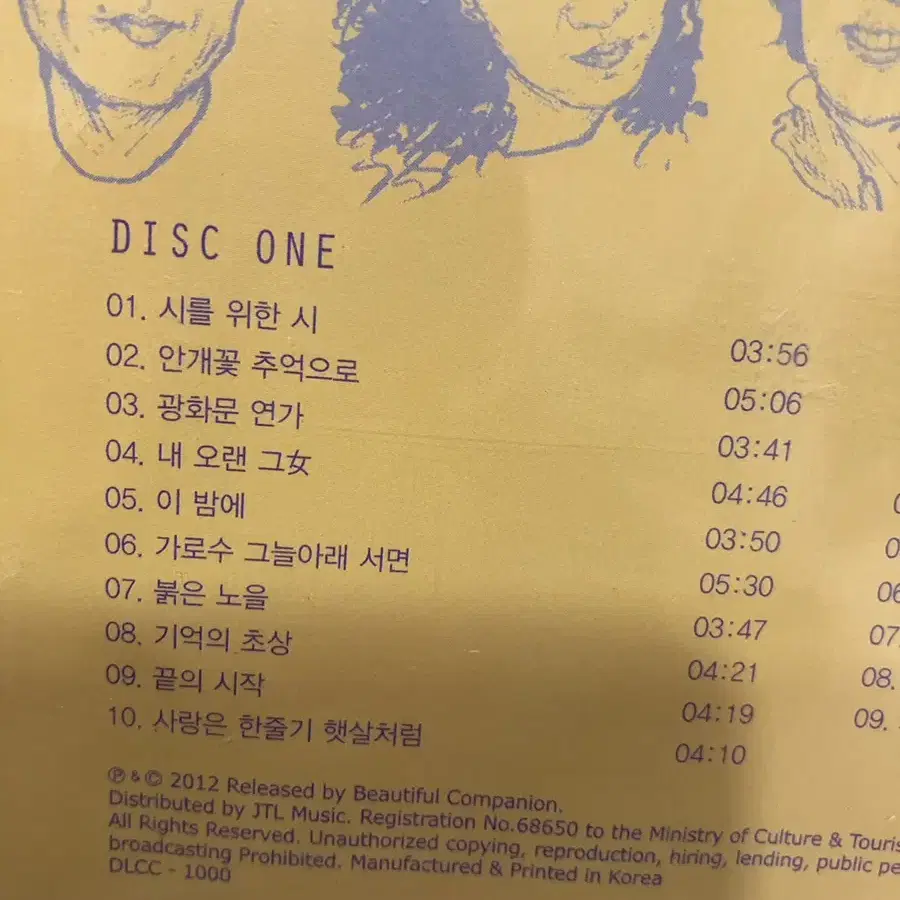 DISC ONE
01. 시를 위한 시 03:56
02. 안개꽃 추억으로 05:06
03. 광화문 연가 03:41
04. 내 오랜 그女 04:46
05. 이 밤에 03:50
06. 가로수 그늘아래 서면 05:30
07. 붉은 노을 03:47
08. 기억의 초상 04:21
09. 끝의 시작 04:19
10. 사랑은 한줄기 햇살처럼 04:10
06
07.
08.
09.
℗ & © 2012 Released by Beautiful Companion.
Distributed by JTL Music. Registration No.68650 to the Ministry of Culture & Touris
All Rights Reserved. Unauthorized copying, reproduction, hiring, lending, public pe
broadcasting Prohibited. Manufactured & Printed in Korea
DLCC - 1000